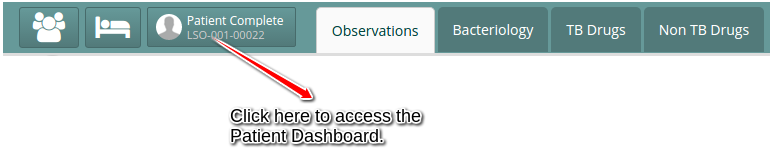 Patient Complete
LSO-001-00022
Observations
Bacteriology
TB Drugs
Non TB Drugs
Click here to access the
Patient Dashboard.